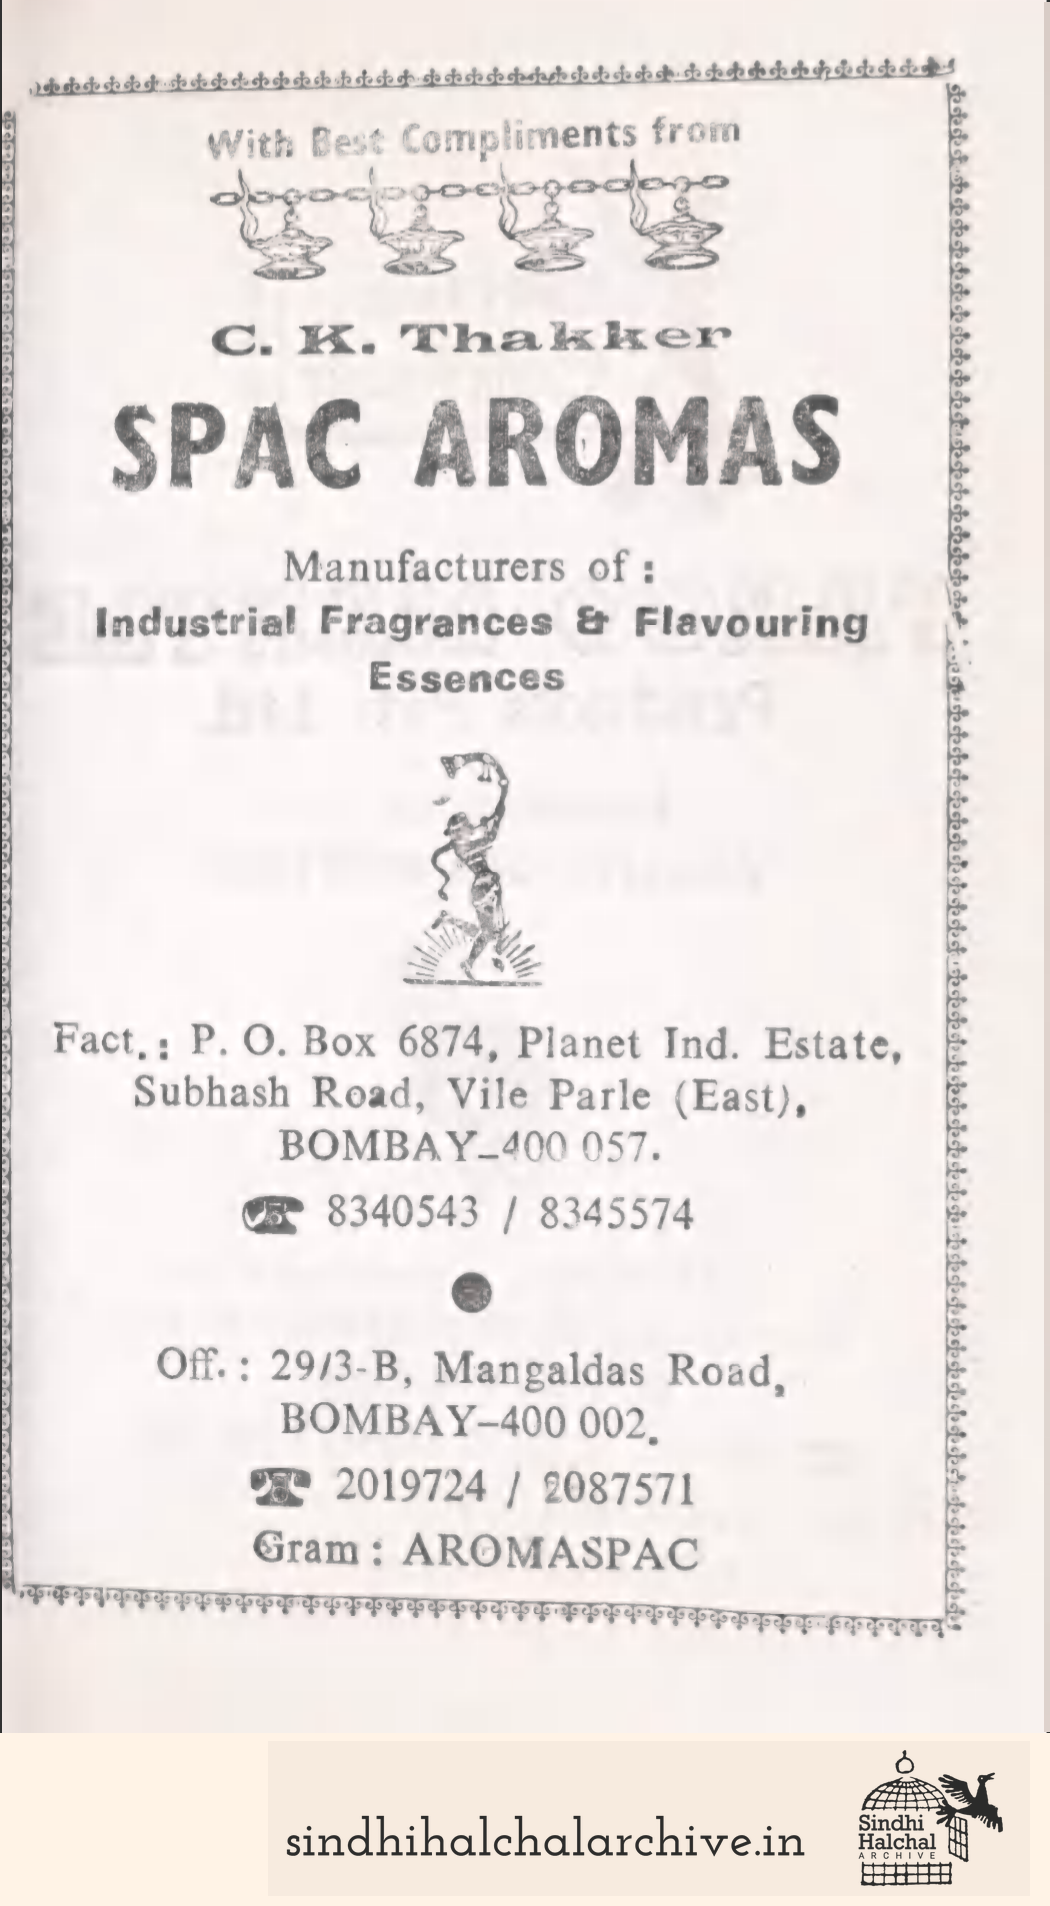 With Best Compliments from
C. K. Thakker
SPAC AROMAS
Manufacturers of :
Industrial Fragrances & Flavouring
Essences
Fact. : P. O. Box 6874, Planet Ind. Estate,
Subhash Road, Vile Parle (East),
BOMBAY–400 057.
8340543 / 8345574
Off. : 29/3-B, Mangaldas Road,
BOMBAY–400 002.
2019724 / 2087571
Gram : AROMASPAC
sindhihalchalarchive.in
Sindhi
Halchal
ARCHIVE